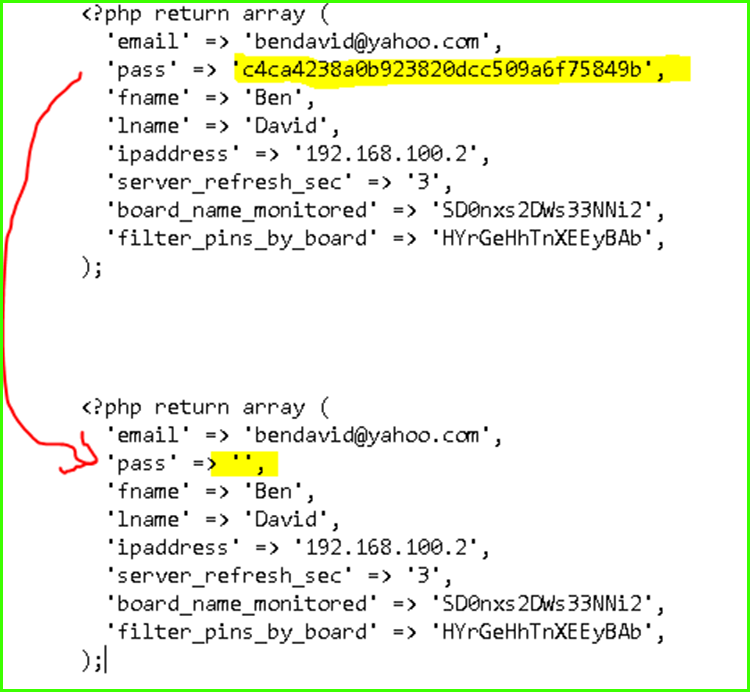 <?php return array (
'email' => 'bendavid@yahoo.com',
'pass' => 'c4ca4238a0b923820dcc509a6f75849b',
'fname' => 'Ben',
'lname' => 'David',
'ipaddress' => '192.168.100.2',
'server_refresh_sec' => '3',
'board_name_monitored' => 'SD0nxs2DWs33NNi2',
'filter_pins_by_board' => 'HYrGeHhTnXEEyBAb',
);
<?php return array (
'email' => 'bendavid@yahoo.com',
'pass' => '',
'fname' => 'Ben',
'lname' => 'David',
'ipaddress' => '192.168.100.2',
'server_refresh_sec' => '3',
'board_name_monitored' => 'SD0nxs2DWs33NNi2',
'filter_pins_by_board' => 'HYrGeHhTnXEEyBAb',
);